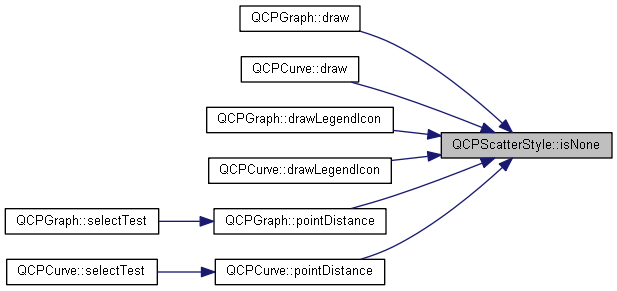 QCPGraph::draw
QCPCurve::draw
QCPGraph::drawLegendIcon
QCPScatterStyle::isNone
QCPCurve::drawLegendIcon
QCPGraph::selectTest
QCPGraph::pointDistance
QCPCurve::selectTest
QCPCurve::pointDistance